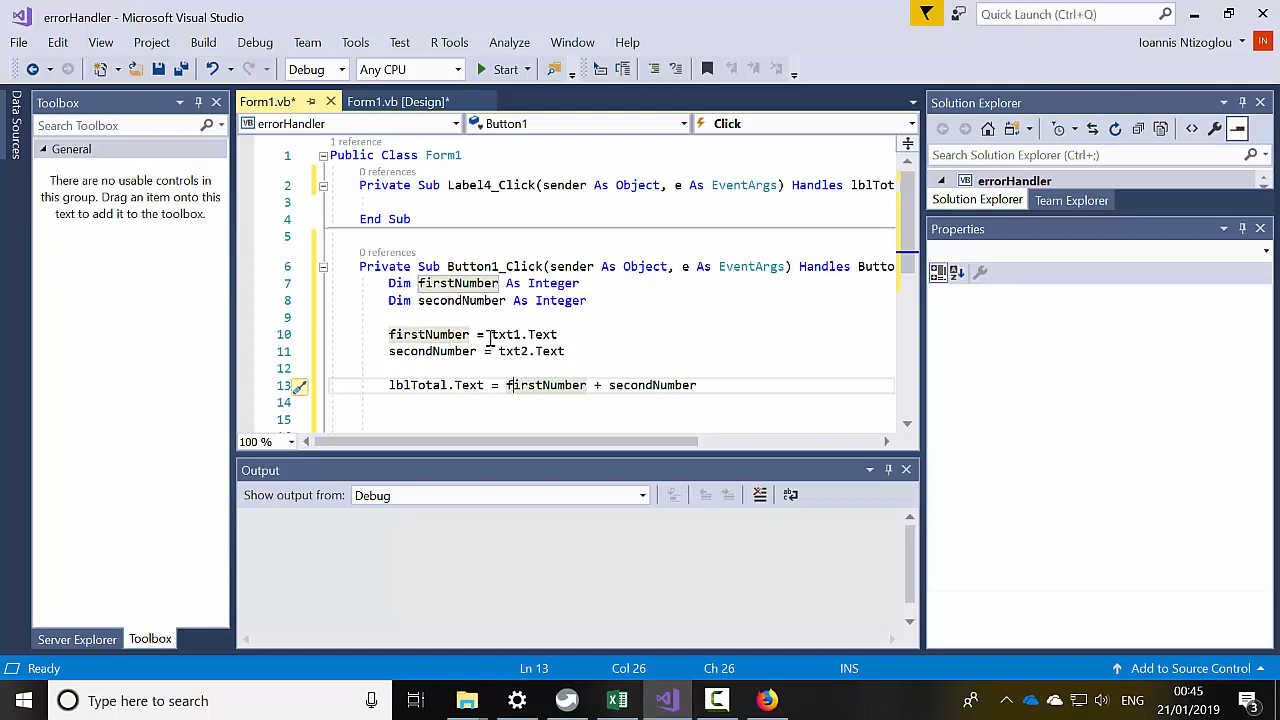 errorHandler - Microsoft Visual Studio
Quick Launch (Ctrl+Q)
File Edit View Project Build Debug Team Tools Test R Tools Analyze Window Help
Ioannis Ntizoglou IN
Debug Any CPU Start
Data Sources
Toolbox
Search Toolbox
General
There are no usable controls in
this group. Drag an item onto this
text to add it to the toolbox.
Server Explorer Toolbox
Form1.vb* Form1.vb [Design]*
VB errorHandler Button1 Click
1 reference
1 Public Class Form1
0 references
2 Private Sub Label4_Click(sender As Object, e As EventArgs) Handles lblTot
3
4 End Sub
5
0 references
6 Private Sub Button1_Click(sender As Object, e As EventArgs) Handles Butto
7 Dim firstNumber As Integer
8 Dim secondNumber As Integer
10 firstNumber = txt1.Text
11 secondNumber = txt2.Text
12
13 lblTotal.Text = firstNumber + secondNumber
14
15
100 %
Output
Show output from: Debug
Solution Explorer
Search Solution Explorer (Ctrl+;)
VB errorHandler
Solution Explorer Team Explorer
Properties
Ready Ln 13 Col 26 Ch 26 INS Add to Source Control
Type here to search
ENG
00:45
21/01/2019
3